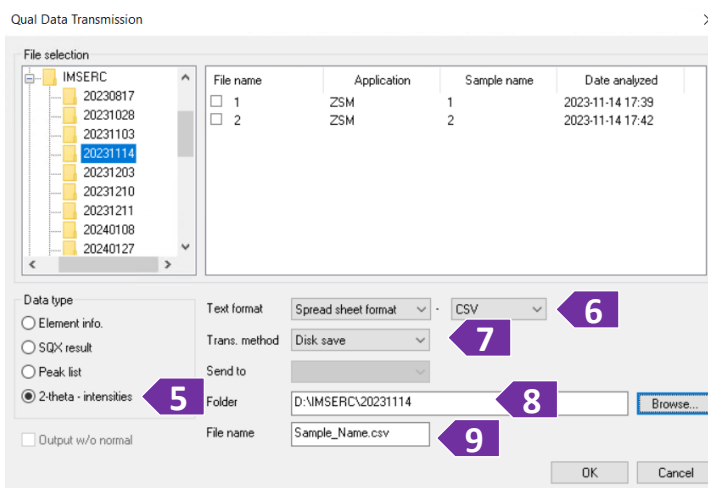 Qual Data Transmission
File selection
IMSERC
20230817
20231028
20231103
20231114
20231203
20231210
20231211
20240108
20240127
File name Application Sample name Date analyzed
1 ZSM 1 2023-11-14 17:39
2 ZSM 2 2023-11-14 17:42
Data type
Element info.
SQX result
Peak list
2-theta - intensities
5
Output w/o normal
Text format Spread sheet format - CSV
6
Trans. method Disk save
7
Send to
Folder D:\IMSERC\20231114
8
Browse...
File name Sample_Name.csv
9
OK Cancel